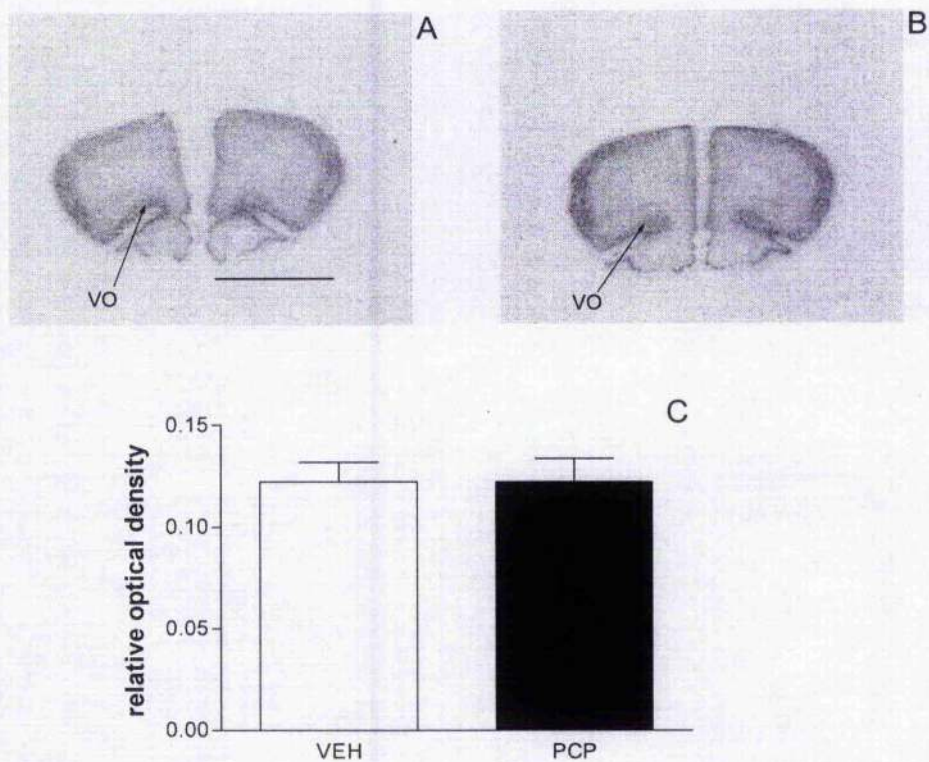 A
B
VO
VO
C
0.15
0.10
0.05
0.00
relative optical density
VEH
PCP